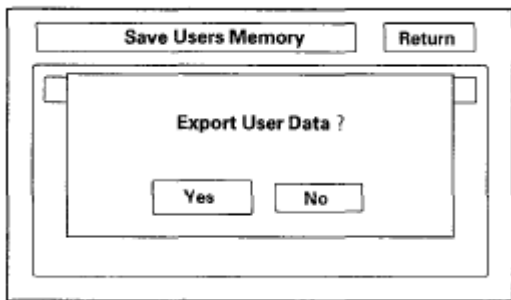 Save Users Memory Return
Export User Data ?
Yes No